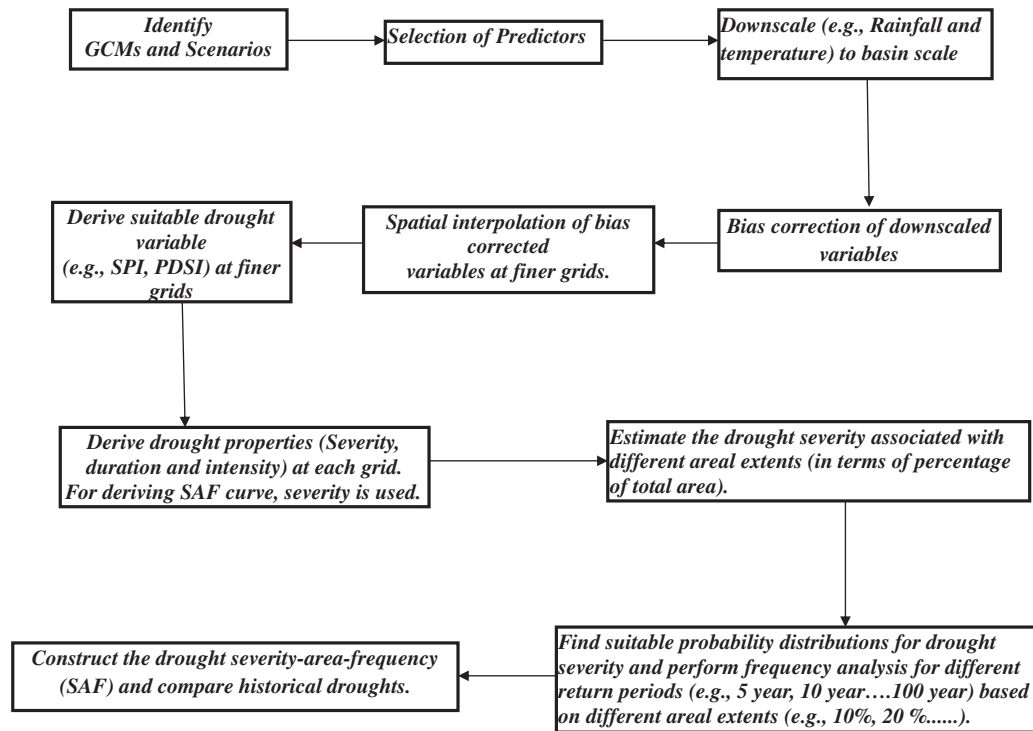 Identify
GCMs and Scenarios
Selection of Predictors
Downscale (e.g., Rainfall and
temperature) to basin scale
Bias correction of downscaled
variables
Spatial interpolation of bias
corrected
variables at finer grids.
Derive suitable drought
variable
(e.g., SPI, PDSI) at finer
grids
Derive drought properties (Severity,
duration and intensity) at each grid.
For deriving SAF curve, severity is used.
Estimate the drought severity associated with
different areal extents (in terms of percentage
of total area).
Find suitable probability distributions for drought
severity and perform frequency analysis for different
return periods (e.g., 5 year, 10 year….100 year) based
on different areal extents (e.g., 10%, 20 %......).
Construct the drought severity-area-frequency
(SAF) and compare historical droughts.